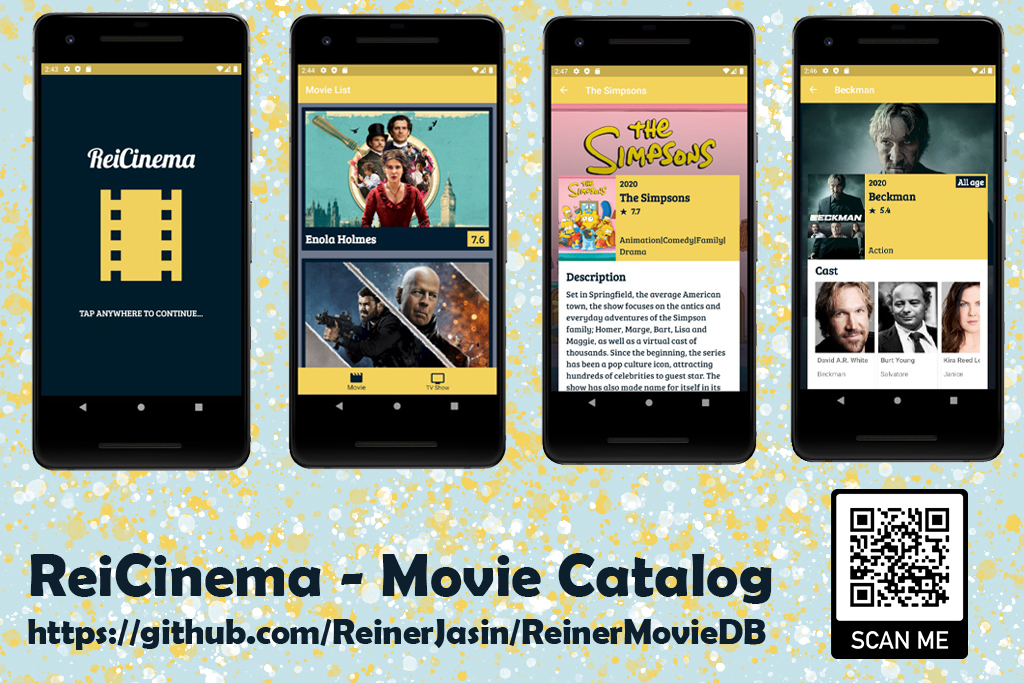 2:43
ReiCinema
TAP ANYWHERE TO CONTINUE...
2:44
Movie List
Enola Holmes
7.6
Movie
TV Show
2:47
The Simpsons
THE
SIMPSONS
THE
SIMPSONS
2020
The Simpsons
★ 7.7
Animation|Comedy|Family|
Drama
Description
Set in Springfield, the average American
town, the show focuses on the antics and
everyday adventures of the Simpson
family; Homer, Marge, Bart, Lisa and
Maggie, as well as a virtual cast of
thousands. Since the beginning, the series
has been a pop culture icon, attracting
hundreds of celebrities to guest star. The
show has also made name for itself in its
2:46
Beckman
BECKMAN
2020
All age
Beckman
★ 5.4
Action
Cast
David A.R. White
Beckman
Burt Young
Salvatore
Kira Reed Lo
Janice
ReiCinema - Movie Catalog
https://github.com/ReinerJasin/ReinerMovieDB
SCAN ME